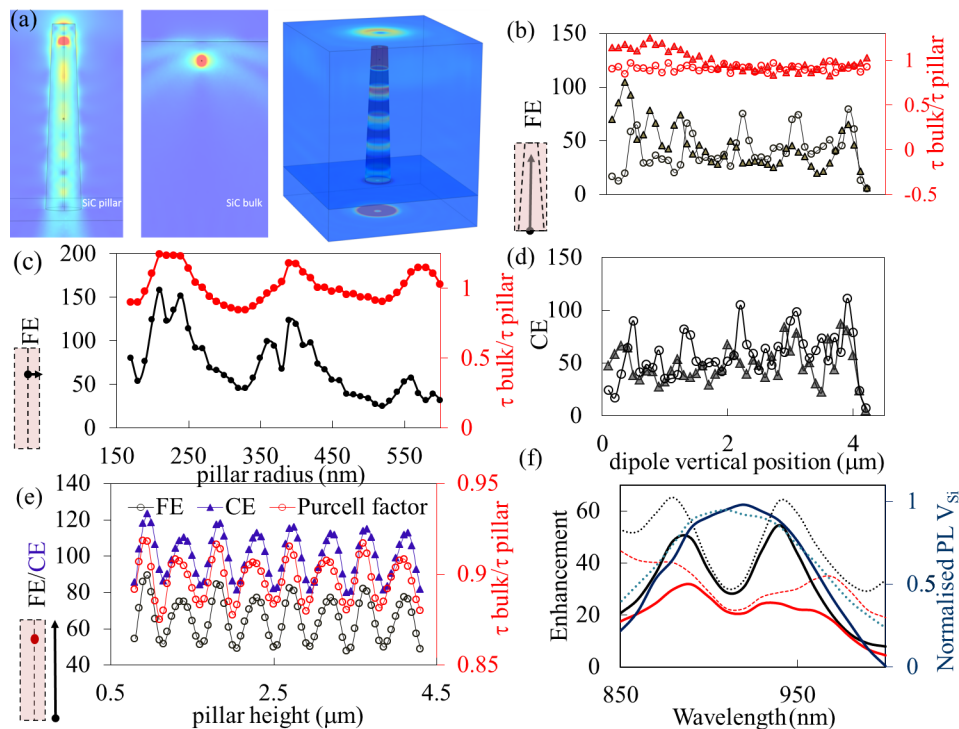 (a)
SiC pillar
SiC bulk
(b)
150
100
50
0
FE
1
0.5
0
-0.5
τ bulk/τ pillar
(c)
200
150
100
50
0
FE
1
0.5
0
τ bulk/τ pillar
150
250
350
450
550
pillar radius (nm)
(d)
150
100
50
0
CE
0
2
4
dipole vertical position (μm)
(e)
140
120
100
80
60
40
FE/CE
FE
CE
Purcell factor
0.95
0.9
0.85
τ bulk/τ pillar
0.5
2.5
4.5
pillar height (μm)
(f)
60
40
20
0
Enhancement
1
0.5
0
Normalised PL VSi
850
950
Wavelength (nm)